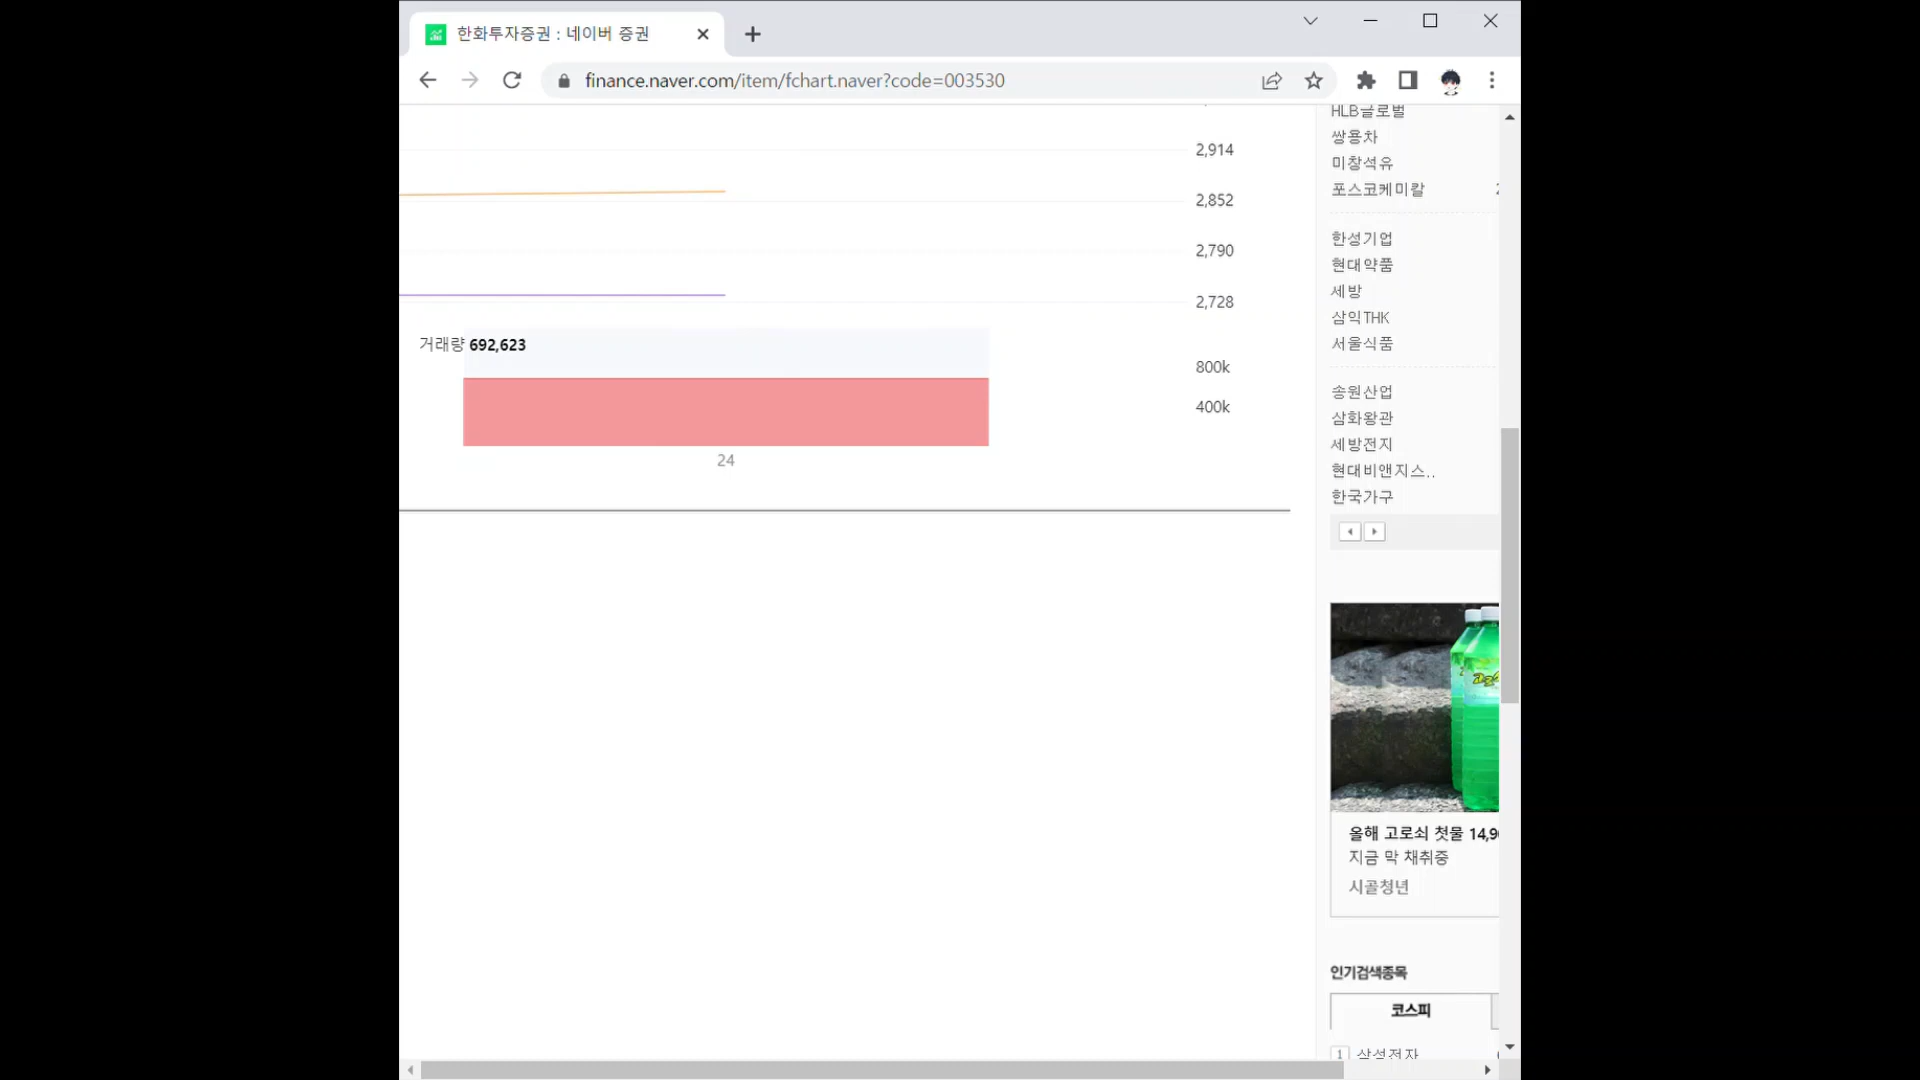 한화투자증권 : 네이버 증권
finance.naver.com/item/fchart.naver?code=003530
2,914
2,852
2,790
2,728
거래량 692,623
800k
400k
24
HLB글로벌
쌍용차
미창석유
포스코케미칼
한성기업
현대약품
세방
삼익THK
서울식품
송원산업
삼화왕관
세방전지
현대비앤지스..
한국가구
올해 고로쇠 첫물 14,9
지금 막 채취중
시골청년
인기검색종목
코스피
1 삼성전자